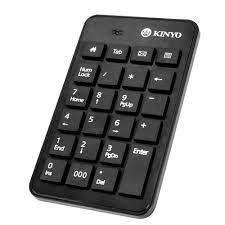 KINYO
Tab
Num Lock / * -
7 Home 8 ↑ 9 PgUp ←
4 ← 5 6 → +
1 End 2 ↓ 3 PgDn Enter
0 Ins 000 . Del